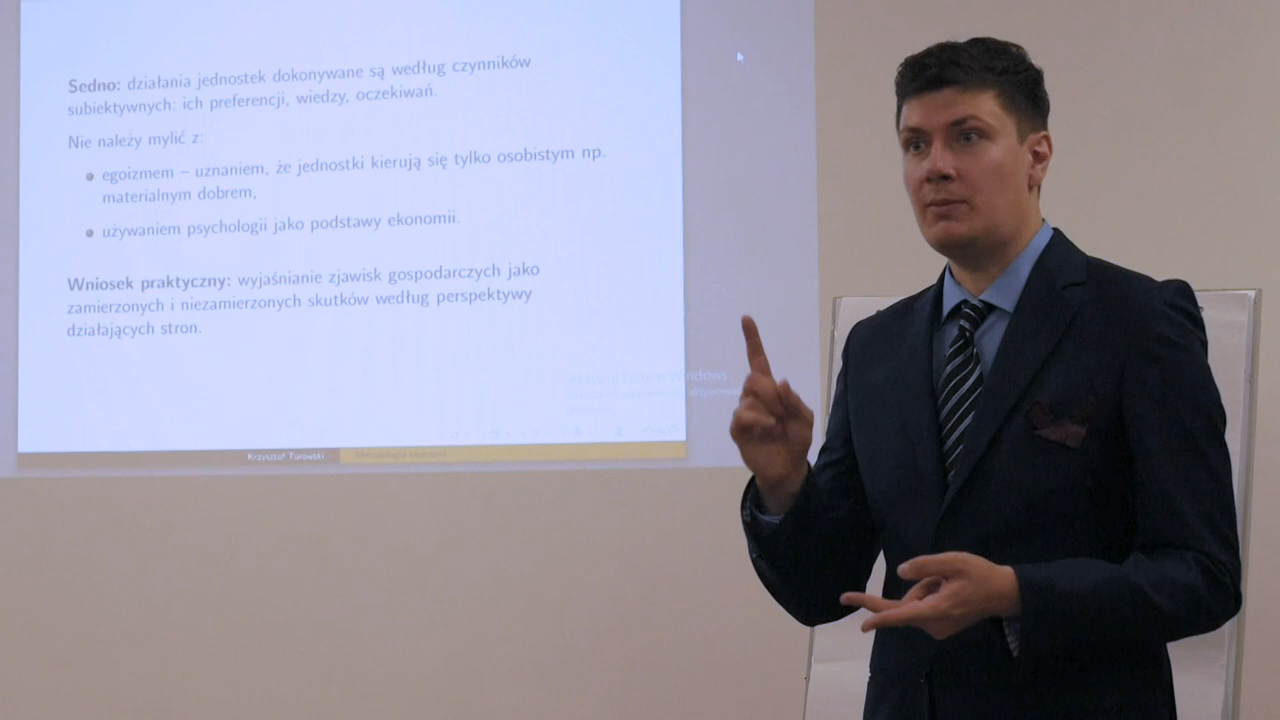 Sedno: działania jednostek dokonywane są według czynników
subiektywnych: ich preferencji, wiedzy, oczekiwań.
Nie należy mylić z:
egoizmem – uznaniem, że jednostki kierują się tylko osobistym np.
materialnym dobrem,
używaniem psychologii jako podstawy ekonomii.
Wniosek praktyczny: wyjaśnianie zjawisk gospodarczych jako
zamierzonych i niezamierzonych skutków według perspektywy
działających stron.
Aktywuj system Windows
Krzysztof Turowski
Metodologia ekonomii